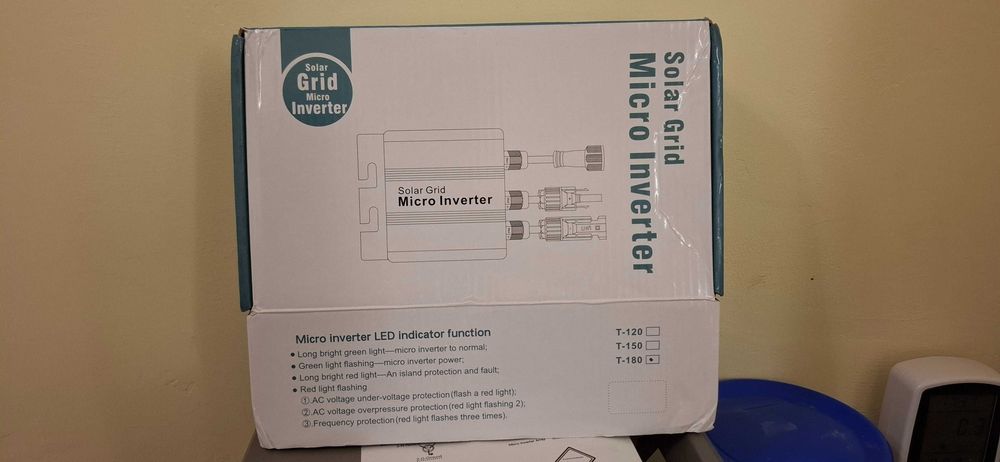 Solar
Grid
Micro
Inverter
Solar Grid
Micro Inverter
Solar Grid
Micro Inverter
Micro inverter LED indicator function
• Long bright green light—micro inverter to normal;
• Green light flashing—micro inverter power;
• Long bright red light—An island protection and fault;
• Red light flashing
①.AC voltage under-voltage protection(flash a red light);
②.AC voltage overpressure protection(red light flashing 2);
③.Frequency protection(red light flashes three times).
T-120
T-150
T-180
Micro Inverter